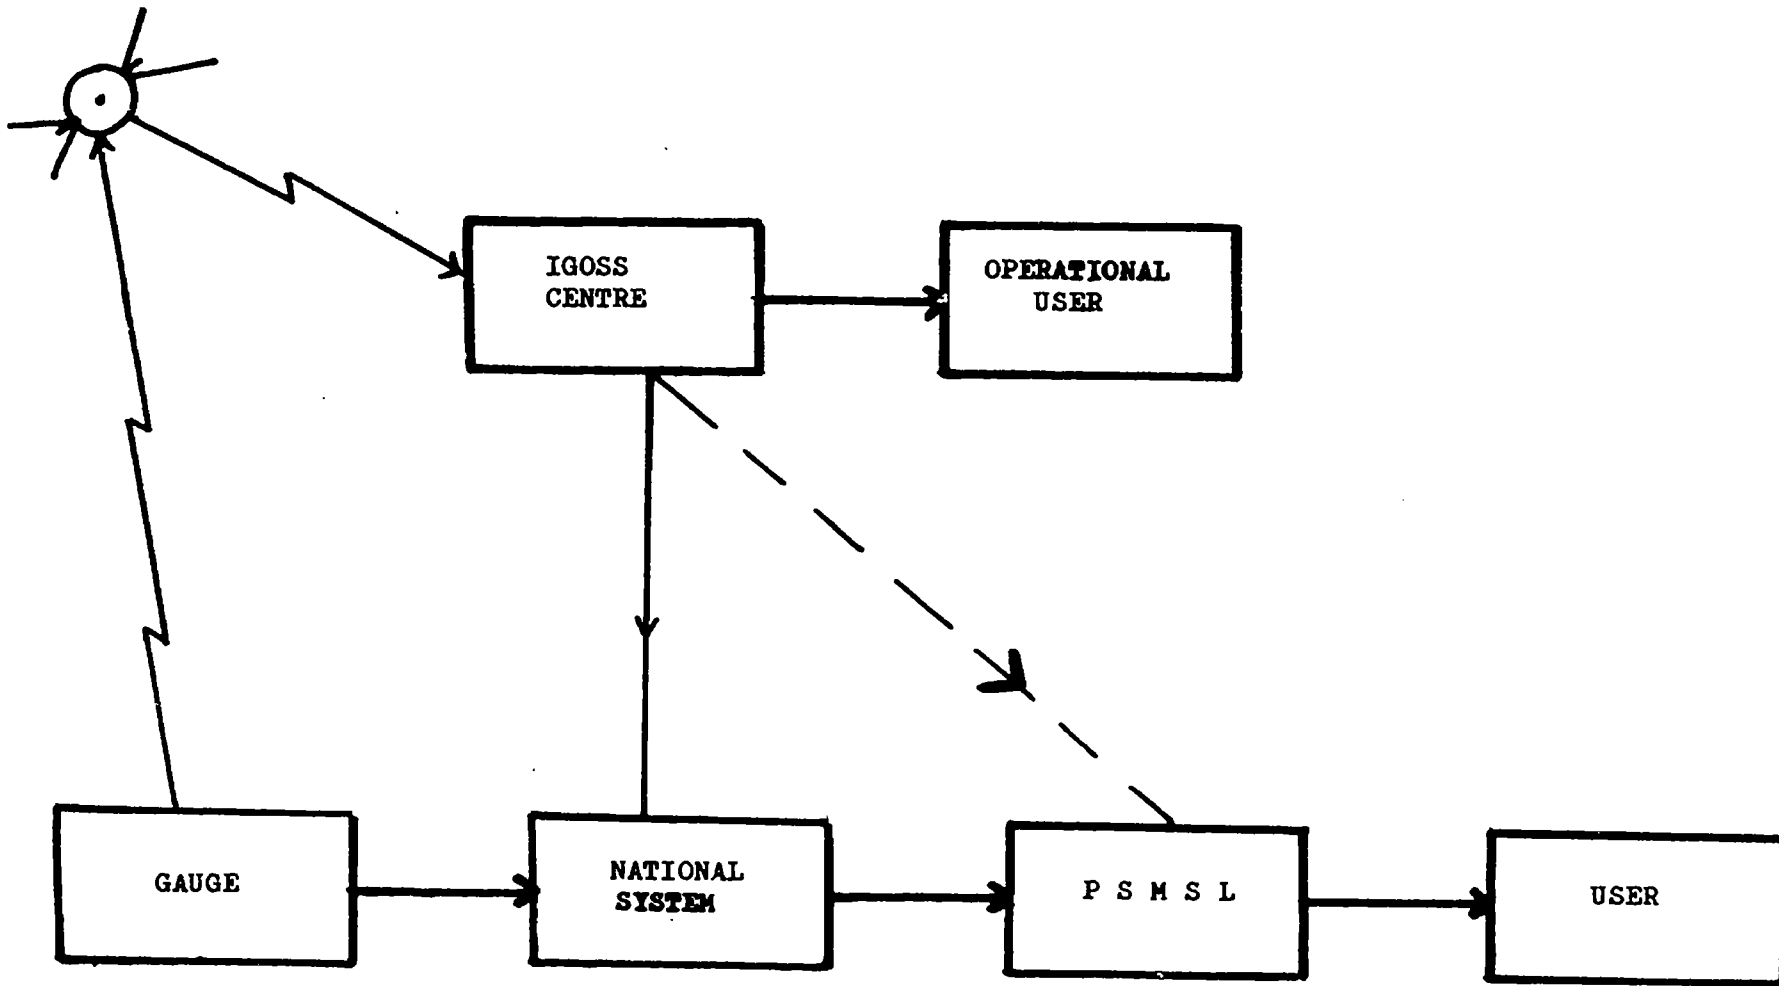 IGOSS
CENTRE
OPERATIONAL
USER
GAUGE
NATIONAL
SYSTEM
P S M S L
USER